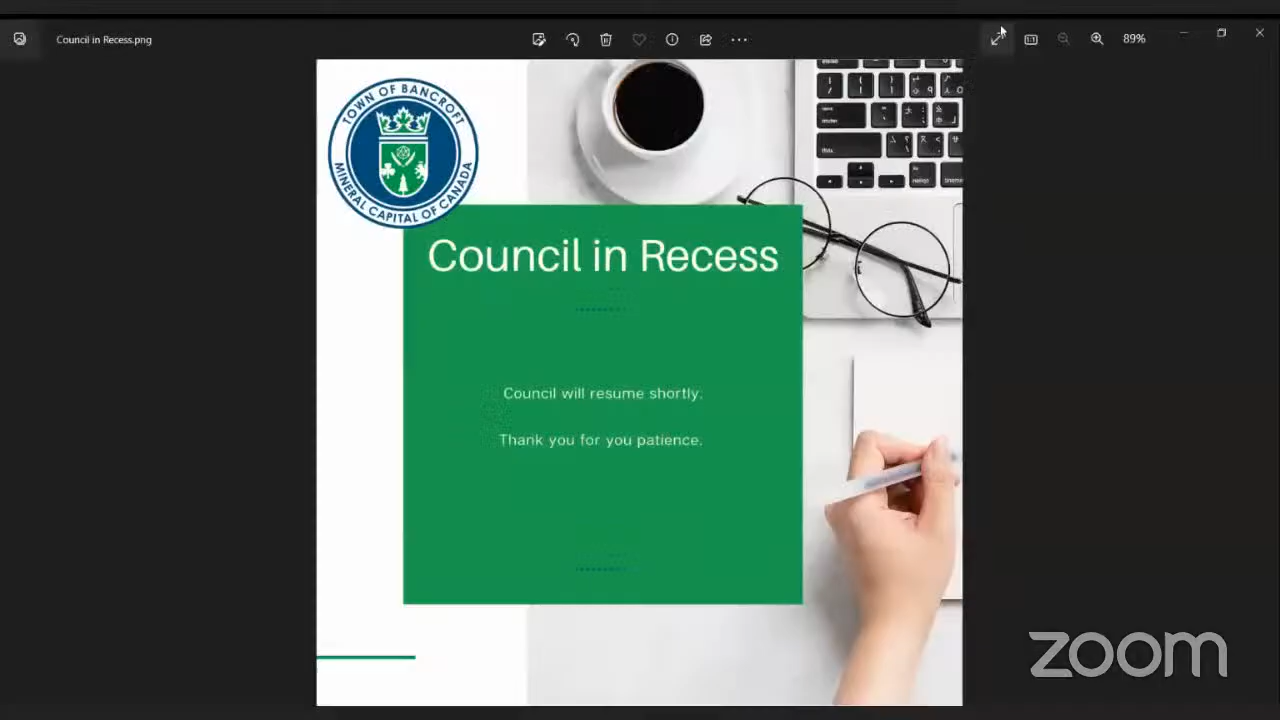 Council in Recess.png
89%
TOWN OF BANCROFT
MINERAL CAPITAL OF CANADA
Council in Recess
Council will resume shortly.
Thank you for you patience.
zoom